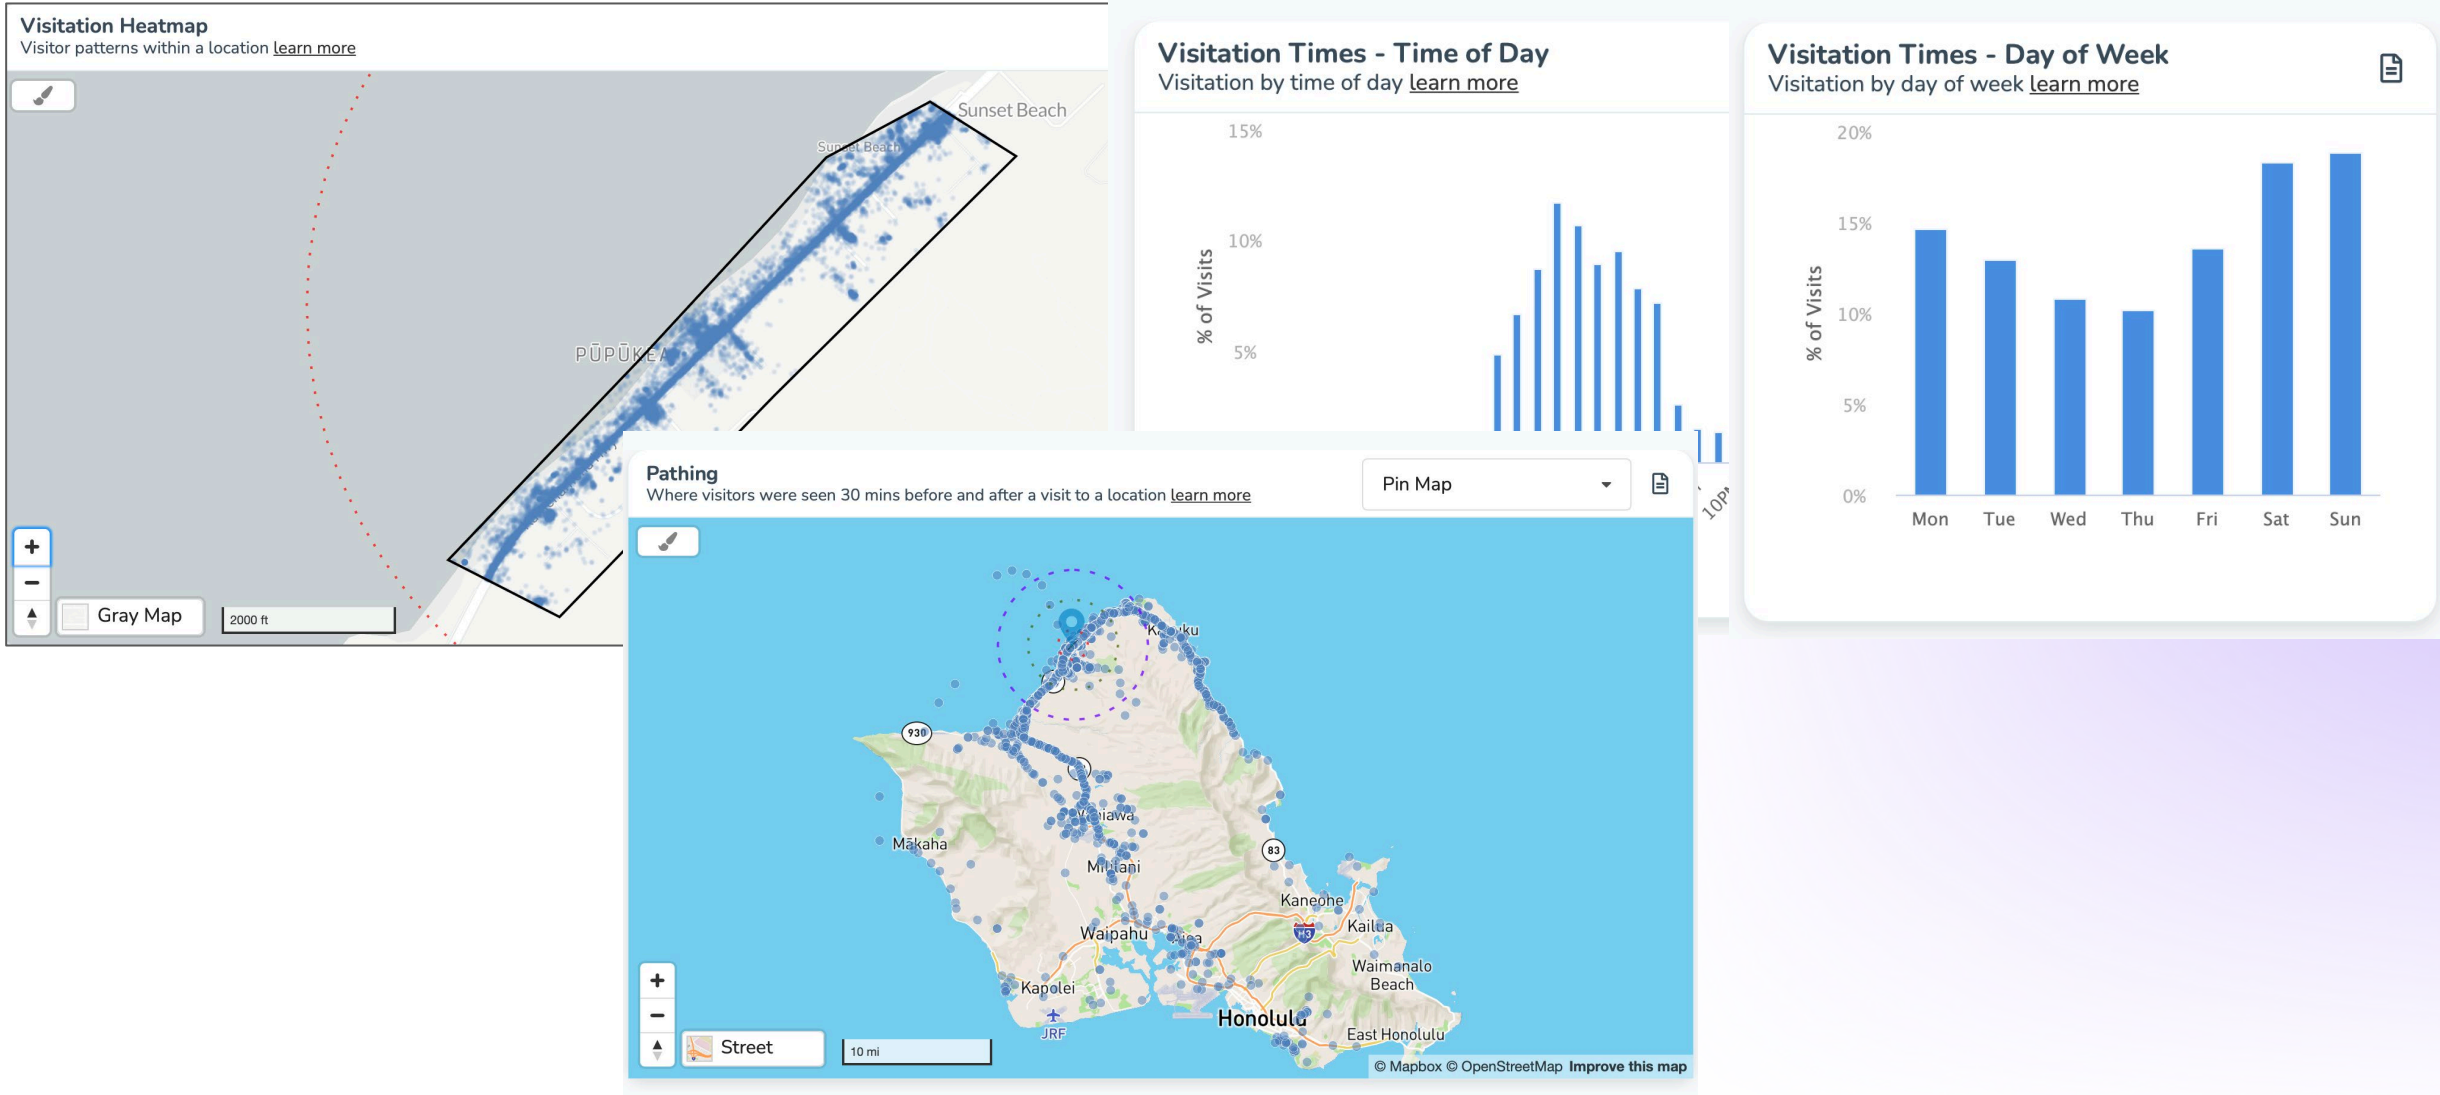 Visitation Heatmap
Visitor patterns within a location learn more
Sunset Beach
Sunset Beach
PŪPŪKEA
Gray Map
2000 ft
Visitation Times - Time of Day
Visitation by time of day learn more
15%
10%
5%
% of Visits
Visitation Times - Day of Week
Visitation by day of week learn more
20%
15%
10%
5%
0%
% of Visits
Mon Tue Wed Thu Fri Sat Sun
Pathing
Where visitors were seen 30 mins before and after a visit to a location learn more
Pin Map
930
Mākaha
Mililani
83
Kaneohe
Kailua
H3
Waipahu
Aiea
Waimanalo
Beach
Kapolei
JRF
Honolulu
East Honolulu
Street
10 mi
© Mapbox © OpenStreetMap Improve this map